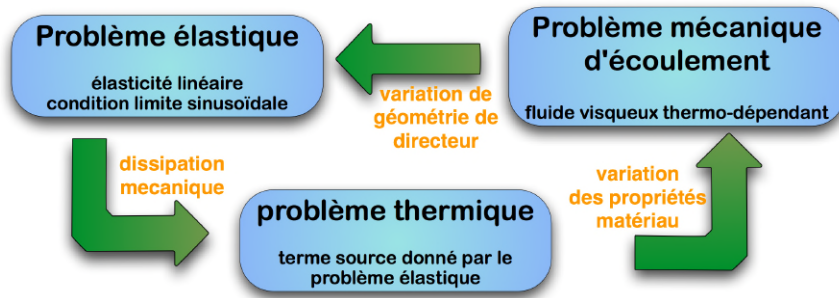 Problème élastique
élasticité linéaire
condition limite sinusoïdale
variation de
géométrie de
directeur
Problème mécanique
d'écoulement
fluide visqueux thermo-dépendant
dissipation
mecanique
problème thermique
terme source donné par le
problème élastique
variation
des propriétés
matériau